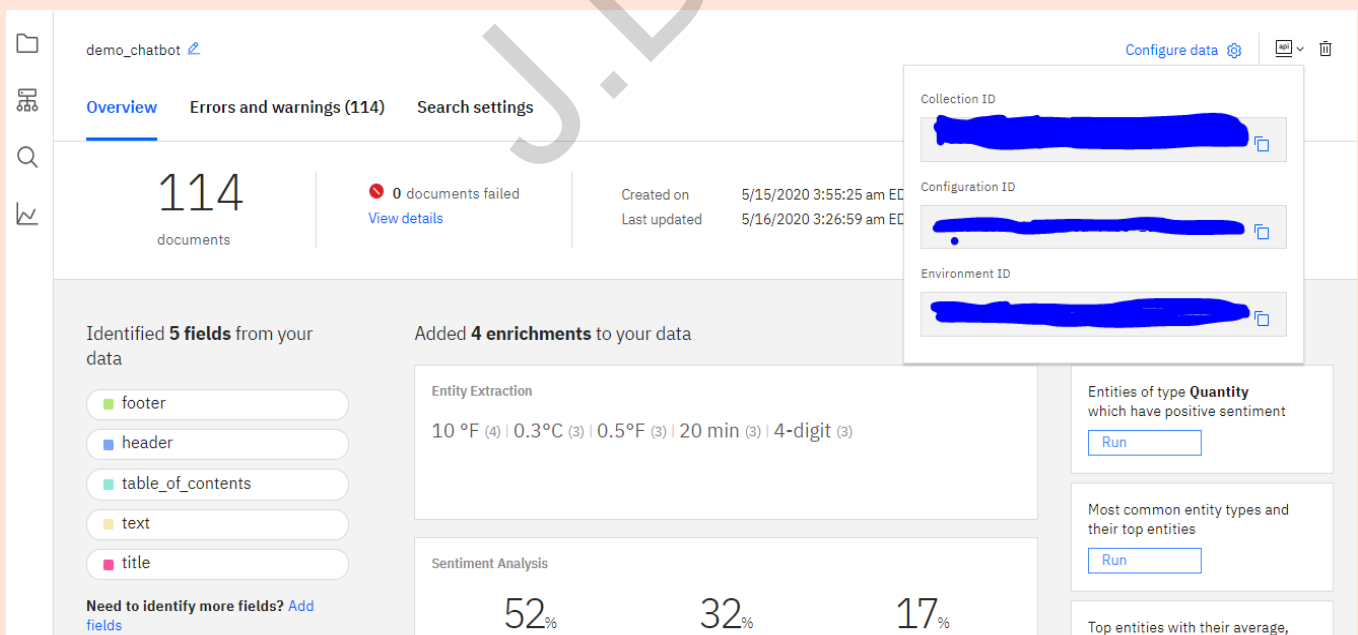 J.D
demo_chatbot
Configure data
api
Overview
Errors and warnings (114)
Search settings
Collection ID
Configuration ID
Environment ID
114
documents
0 documents failed
View details
Created on 5/15/2020 3:55:25 am ED
Last updated 5/16/2020 3:26:59 am ED
Identified 5 fields from your
data
footer
header
table_of_contents
text
title
Need to identify more fields? Add
fields
Added 4 enrichments to your data
Entity Extraction
10 °F (4) | 0.3°C (3) | 0.5°F (3) | 20 min (3) | 4-digit (3)
Sentiment Analysis
52%
32%
17%
Entities of type Quantity
which have positive sentiment
Run
Most common entity types and
their top entities
Run
Top entities with their average,